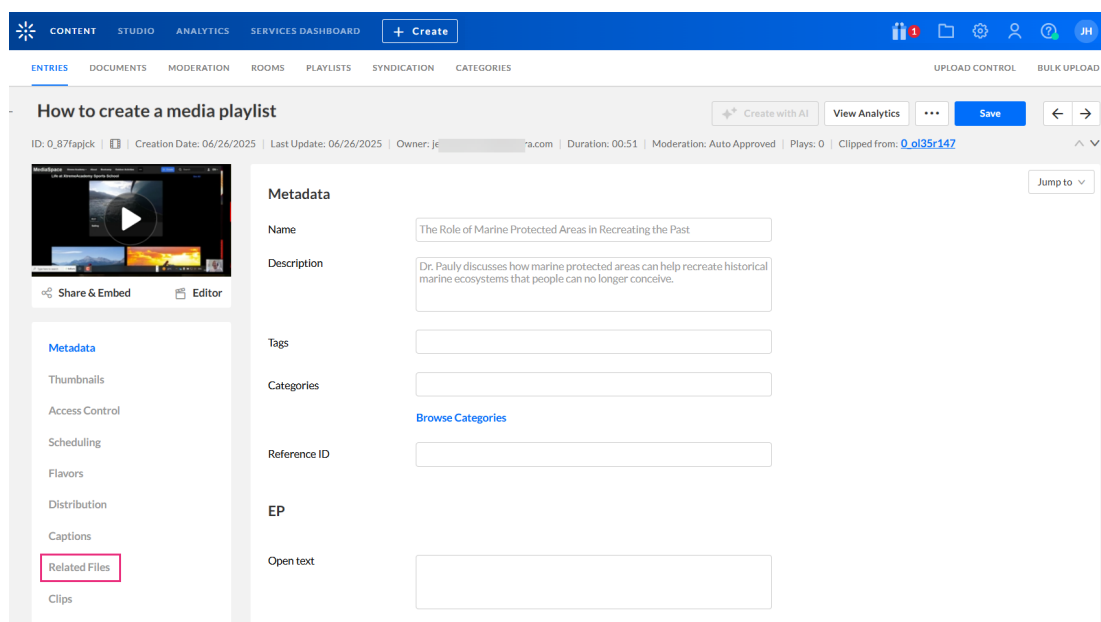 CONTENT STUDIO ANALYTICS SERVICES DASHBOARD + Create 1 JH
ENTRIES DOCUMENTS MODERATION ROOMS PLAYLISTS SYNDICATION CATEGORIES UPLOAD CONTROL BULK UPLOAD
How to create a media playlist Create with AI View Analytics ••• Save
ID: 0_87fapjck | Creation Date: 06/26/2025 | Last Update: 06/26/2025 | Owner: je ra.com | Duration: 00:51 | Moderation: Auto Approved | Plays: 0 | Clipped from: 0_ol35r147
MediaSpace
Life at XtremeAcademy Sports School
Share & Embed Editor
Jump to
Metadata
Thumbnails
Access Control
Scheduling
Flavors
Distribution
Captions
Related Files
Clips
Metadata
Name The Role of Marine Protected Areas in Recreating the Past
Description Dr. Pauly discusses how marine protected areas can help recreate historical
marine ecosystems that people can no longer conceive.
Tags
Categories
Browse Categories
Reference ID
EP
Open text